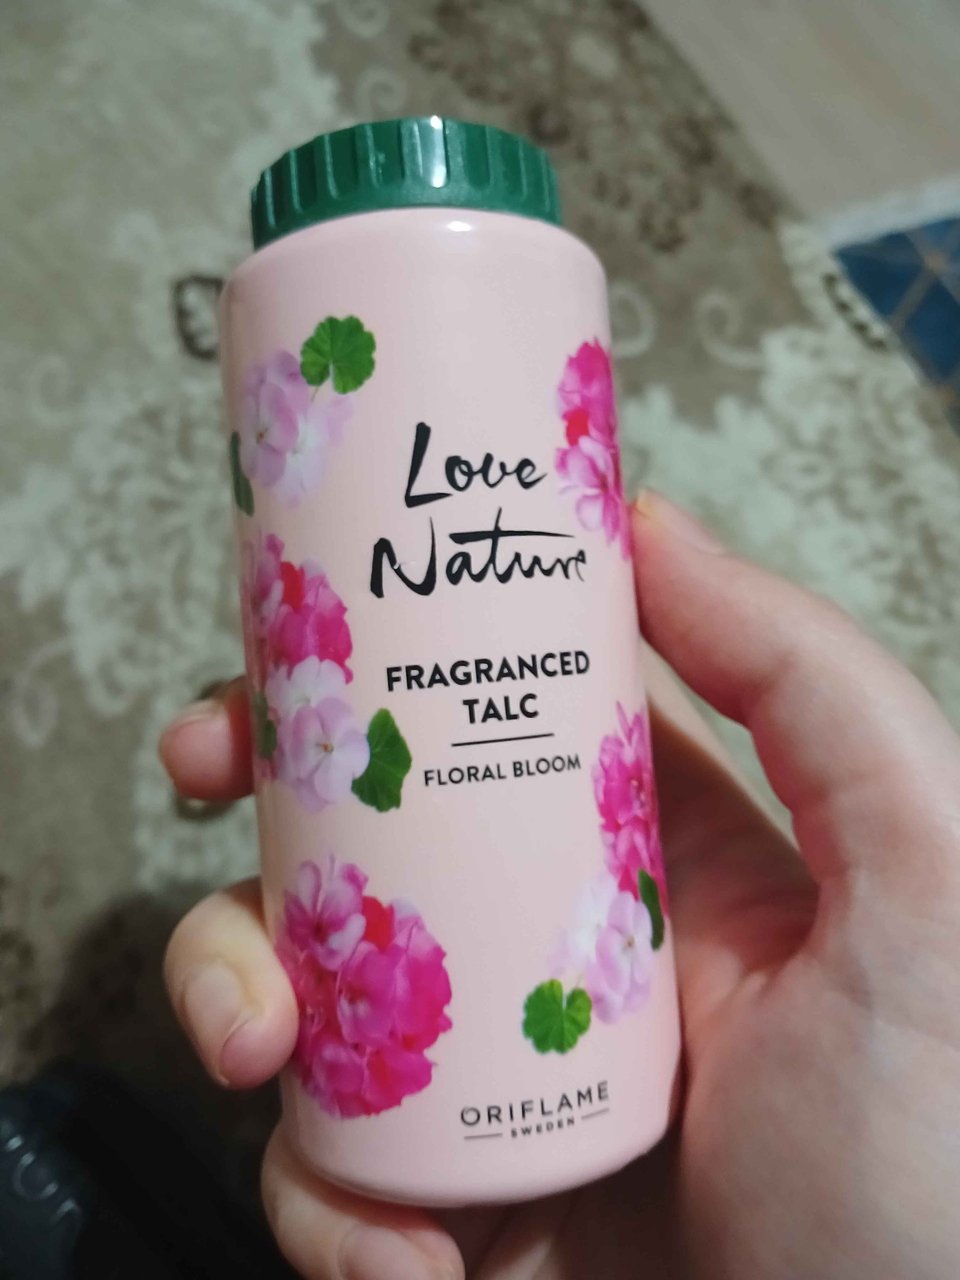 Love
Nature
FRAGRANCED
TALC
FLORAL BLOOM
ORIFLAME
SWEDEN